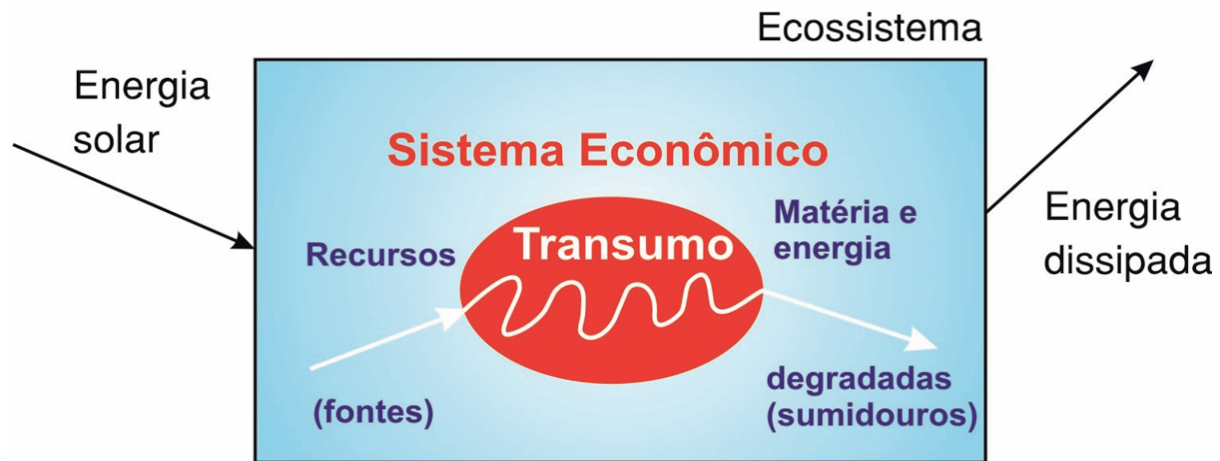 Ecossistema
Energia
solar
Sistema Econômico
Recursos
(fontes)
Transumo
Matéria e
energia
degradadas
(sumidouros)
Energia
dissipada